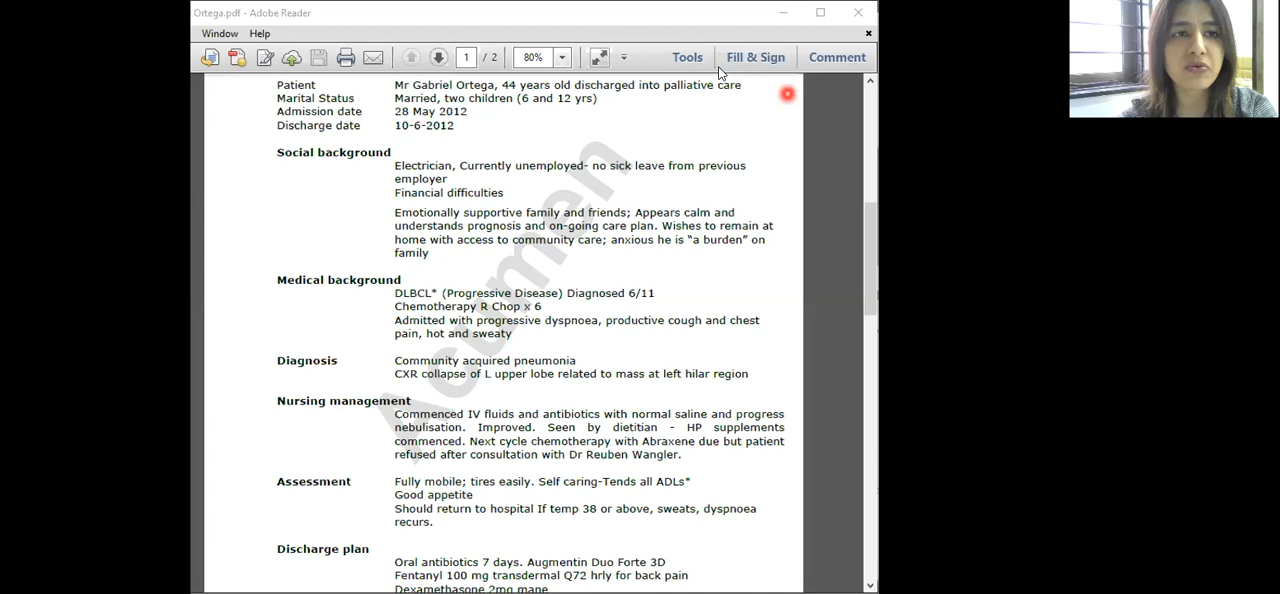 Ortega.pdf - Adobe Reader
Window Help
1 / 2 80% Tools Fill & Sign Comment
Patient Mr Gabriel Ortega, 44 years old discharged into palliative care
Marital Status Married, two children (6 and 12 yrs)
Admission date 28 May 2012
Discharge date 10-6-2012
Social background
Electrician, Currently unemployed- no sick leave from previous
employer
Financial difficulties
Emotionally supportive family and friends; Appears calm and
understands prognosis and on-going care plan. Wishes to remain at
home with access to community care; anxious he is “a burden” on
family
Medical background
DLBCL* (Progressive Disease) Diagnosed 6/11
Chemotherapy R Chop x 6
Admitted with progressive dyspnoea, productive cough and chest
pain, hot and sweaty
Diagnosis Community acquired pneumonia
CXR collapse of L upper lobe related to mass at left hilar region
Nursing management
Commenced IV fluids and antibiotics with normal saline and progress
nebulisation. Improved. Seen by dietitian - HP supplements
commenced. Next cycle chemotherapy with Abraxene due but patient
refused after consultation with Dr Reuben Wangler.
Assessment Fully mobile; tires easily. Self caring-Tends all ADLs*
Good appetite
Should return to hospital If temp 38 or above, sweats, dyspnoea
recurs.
Discharge plan
Oral antibiotics 7 days. Augmentin Duo Forte 3D
Fentanyl 100 mg transdermal Q72 hrly for back pain
Dexamethasone 2mg mane
Acumen